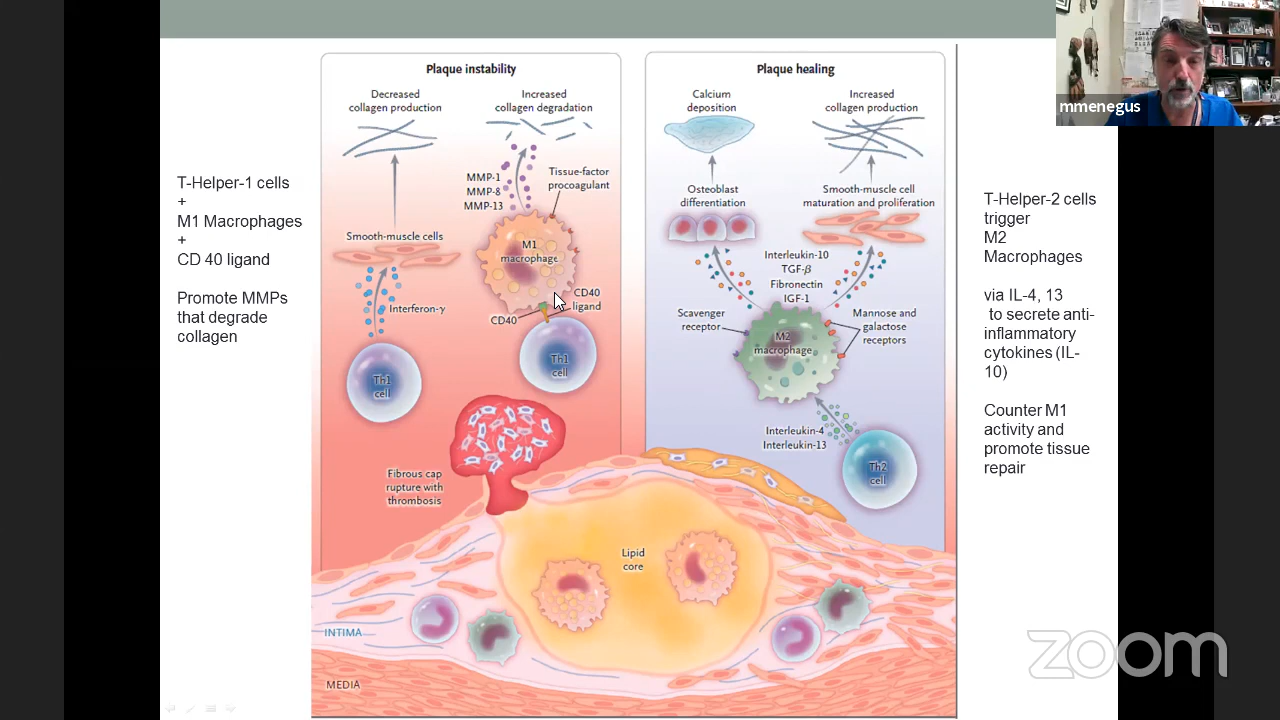 Plaque instability
Decreased
collagen production
Increased
collagen degradation
MMP-1
MMP-8
MMP-13
Tissue-factor
procoagulant
Smooth-muscle cells
M1
macrophage
Interferon-γ
CD40
ligand
CD40
Th1
cell
Th1
cell
Fibrous cap
rupture with
thrombosis
Plaque healing
Calcium
deposition
Increased
collagen production
Osteoblast
differentiation
Smooth-muscle cell
maturation and proliferation
Interleukin-10
TGF-β
Fibronectin
IGF-1
Scavenger
receptor
Mannose and
galactose
receptors
M2
macrophage
Interleukin-4
Interleukin-13
Th2
cell
Lipid
core
INTIMA
MEDIA
T-Helper-1 cells
+
M1 Macrophages
+
CD 40 ligand
Promote MMPs
that degrade
collagen
T-Helper-2 cells
trigger
M2
Macrophages
via IL-4, 13
to secrete anti-
inflammatory
cytokines (IL-
10)
Counter M1
activity and
promote tissue
repair
mmenegus
zoom